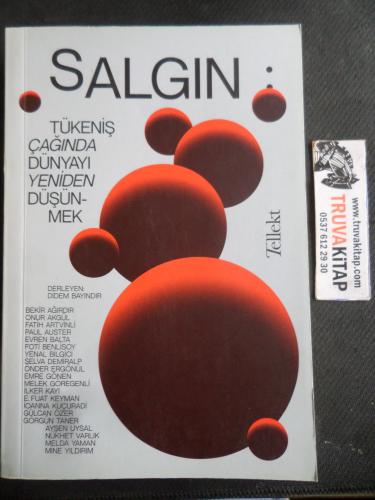 SALGIN :
TÜKENİŞ
ÇAĞINDA
DÜNYAYI
YENİDEN
DÜŞÜN-
MEK
Tellekt
DERLEYEN:
DİDEM BAYINDIR
BEKİR AĞIRDIR
ONUR AKGÜL
FATİH ARTVİNLİ
PAUL AUSTER
EVREN BALTA
FOTİ BENLİSOY
YENAL BİLGİCİ
SELVA DEMİRALP
ÖNDER ERGÖNÜL
EMRE GÖNEN
MELEK GÖREGENLİ
İLKER KAYI
E. FUAT KEYMAN
IOANNA KUÇURADİ
GÜLCAN ÖZER
GÖRGÜN TANER
AYŞEN UYSAL
NÜKHET VARLIK
MELDA YAMAN
MİNE YILDIRIM
www.truvakitap.com
TRUVAKİTAP
0537 612 29 30